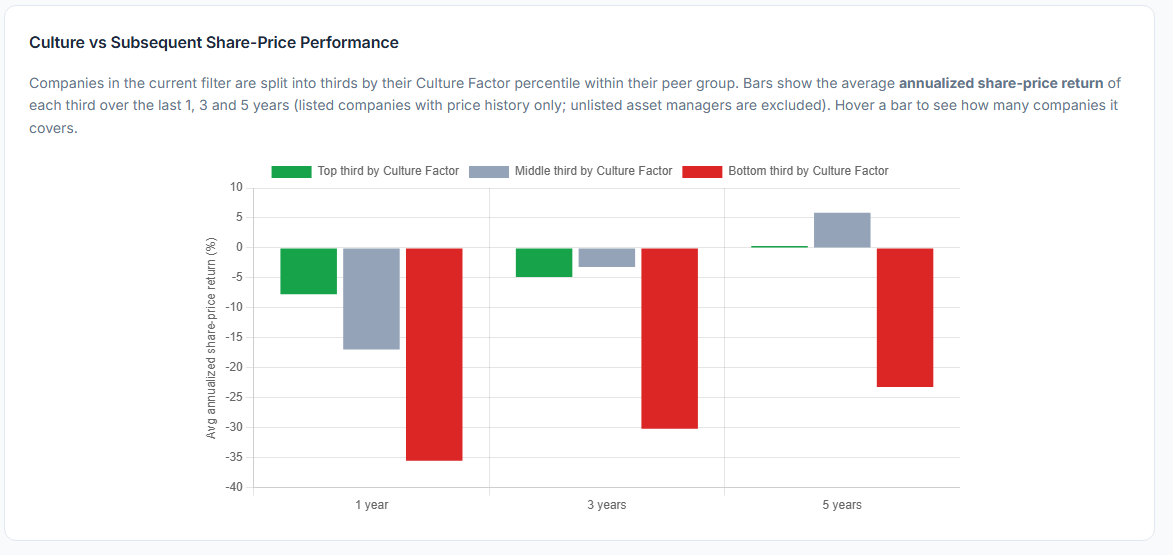 Culture vs Subsequent Share-Price Performance
Companies in the current filter are split into thirds by their Culture Factor percentile within their peer group. Bars show the average annualized share-price return of
each third over the last 1, 3 and 5 years (listed companies with price history only; unlisted asset managers are excluded). Hover a bar to see how many companies it
covers.
Top third by Culture Factor Middle third by Culture Factor Bottom third by Culture Factor
Avg annualized share-price return (%)
10
5
0
-5
-10
-15
-20
-25
-30
-35
-40
1 year 3 years 5 years